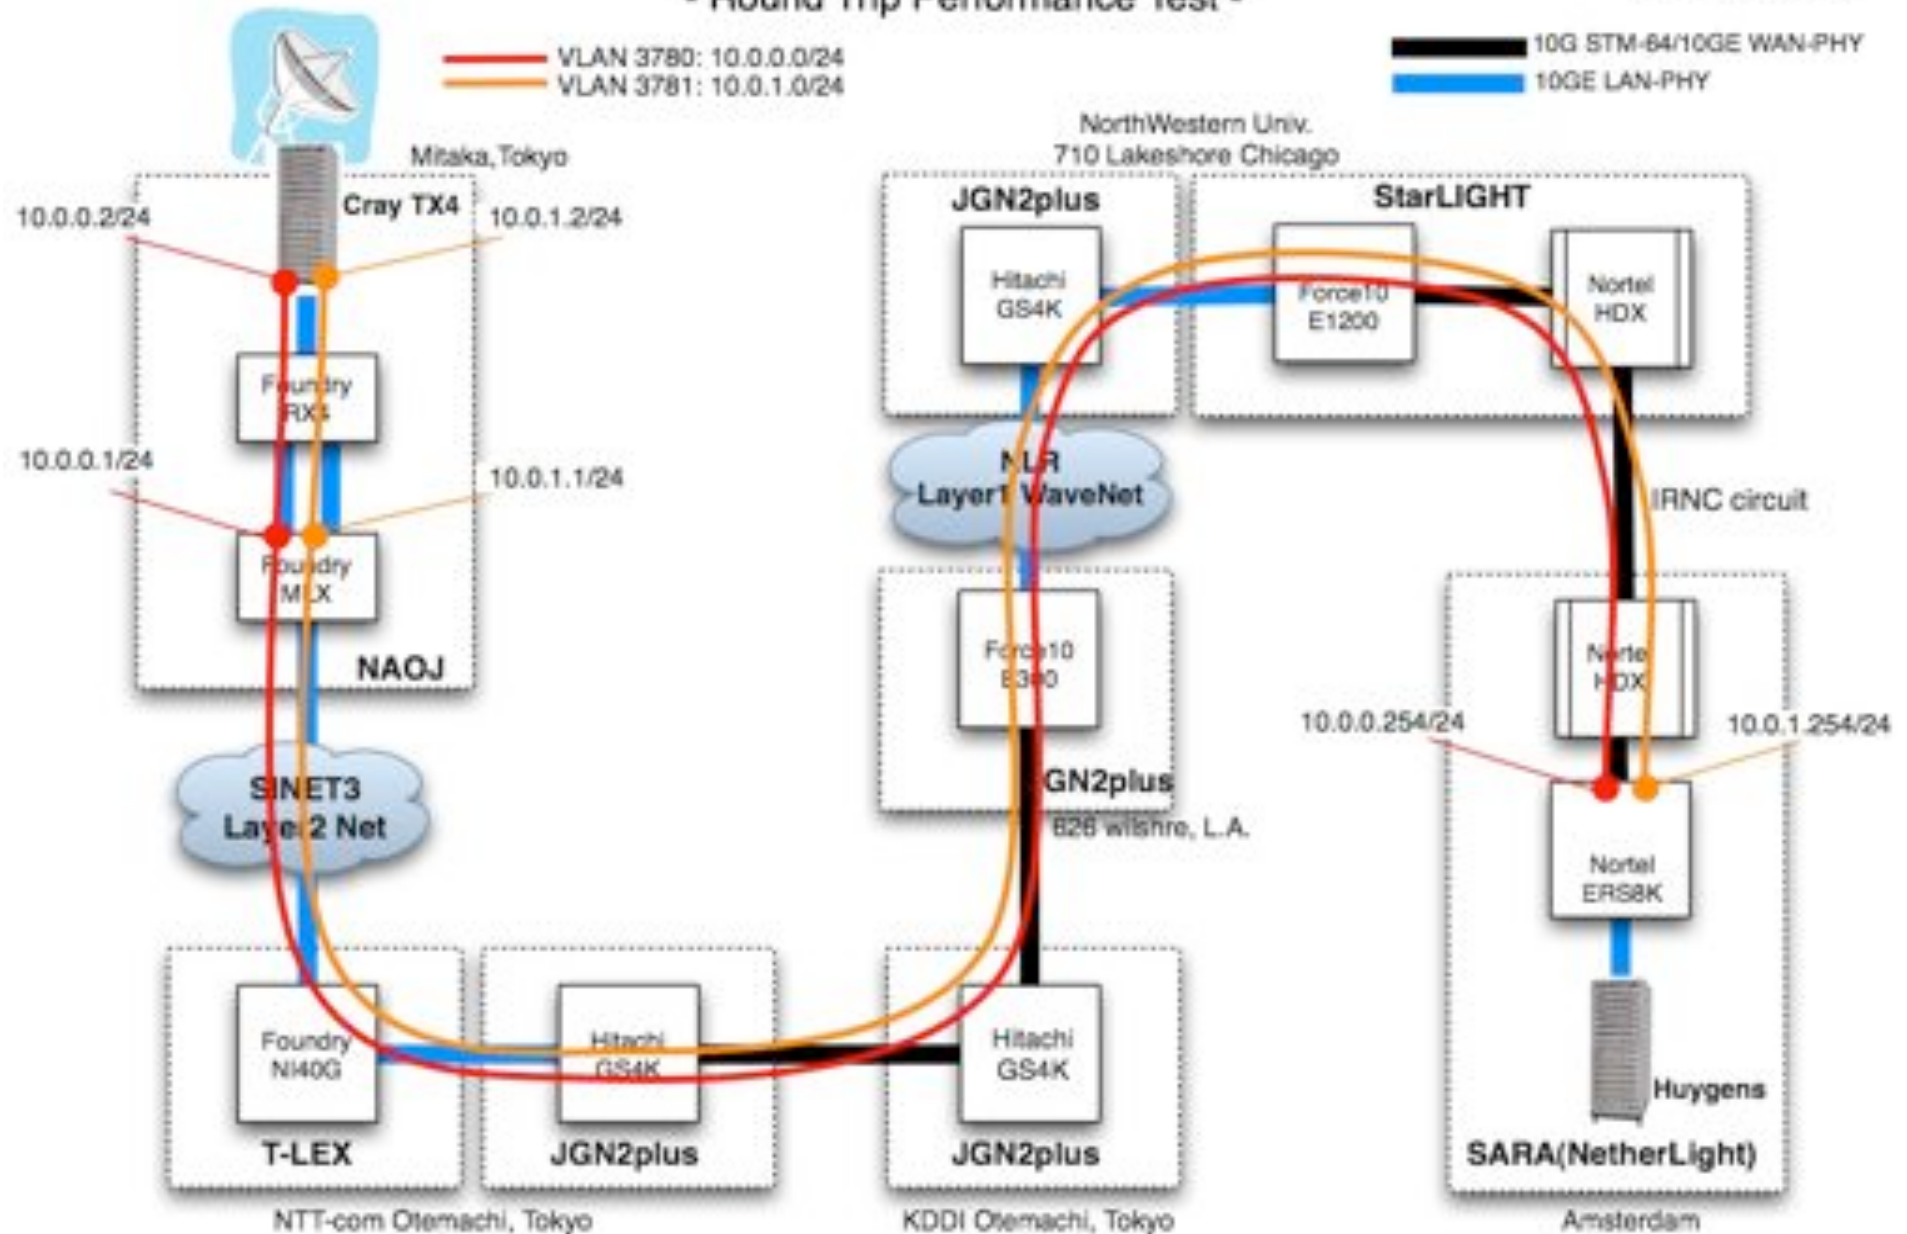 - Round Trip Performance Test -
VLAN 3780: 10.0.0.0/24
VLAN 3781: 10.0.1.0/24
10G STM-64/10GE WAN-PHY
10GE LAN-PHY
Mitaka,Tokyo
Cray TX4
10.0.0.2/24
10.0.1.2/24
Foundry
RX4
10.0.0.1/24
10.0.1.1/24
Foundry
MLX
NAOJ
SINET3
Layer2 Net
Foundry
NI40G
T-LEX
Hitachi
GS4K
JGN2plus
NTT-com Otemachi, Tokyo
Hitachi
GS4K
JGN2plus
KDDI Otemachi, Tokyo
Force10
E300
GN2plus
626 wilshre, L.A.
NLR
Layer1 WaveNet
NorthWestern Univ.
710 Lakeshore Chicago
JGN2plus
Hitachi
GS4K
StarLIGHT
Force10
E1200
Nortel
HDX
IRNC circuit
Nortel
HDX
10.0.0.254/24
10.0.1.254/24
Nortel
ERS8K
Huygens
SARA(NetherLight)
Amsterdam